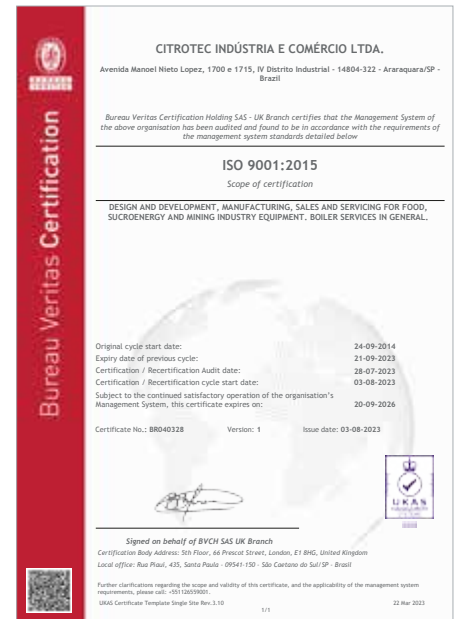 Bureau Veritas Certification
CITROTEC INDÚSTRIA E COMÉRCIO LTDA.
Avenida Manoel Nieto Lopez, 1700 e 1715, IV Distrito Industrial - 14804-322 - Araraquara/SP -
Brazil
Bureau Veritas Certification Holding SAS - UK Branch certifies that the Management System of
the above organisation has been audited and found to be in accordance with the requirements of
the management system standards detailed below
ISO 9001:2015
Scope of certification
DESIGN AND DEVELOPMENT, MANUFACTURING, SALES AND SERVICING FOR FOOD,
SUCROENERGY AND MINING INDUSTRY EQUIPMENT. BOILER SERVICES IN GENERAL.
Original cycle start date: 24-09-2014
Expiry date of previous cycle: 21-09-2023
Certification / Recertification Audit date: 28-07-2023
Certification / Recertification cycle start date: 03-08-2023
Subject to the continued satisfactory operation of the organisation's
Management System, this certificate expires on: 20-09-2026
Certificate No.: BR040328 Version: 1 Issue date: 03-08-2023
UKAS
MANAGEMENT
SYSTEMS
Signed on behalf of BVCH SAS UK Branch
Certification Body Address: 5th Floor, 66 Prescot Street, London, E1 8HG, United Kingdom
Local office: Rua Piauí, 435, Santa Paula - 09541-150 - São Caetano do Sul/SP - Brasil
Further clarifications regarding the scope and validity of this certificate, and the applicability of the management system
requirements, please call: +551126559001.
UKAS Certificate Template Single Site Rev.3.10 22 Mar 2023
1/1